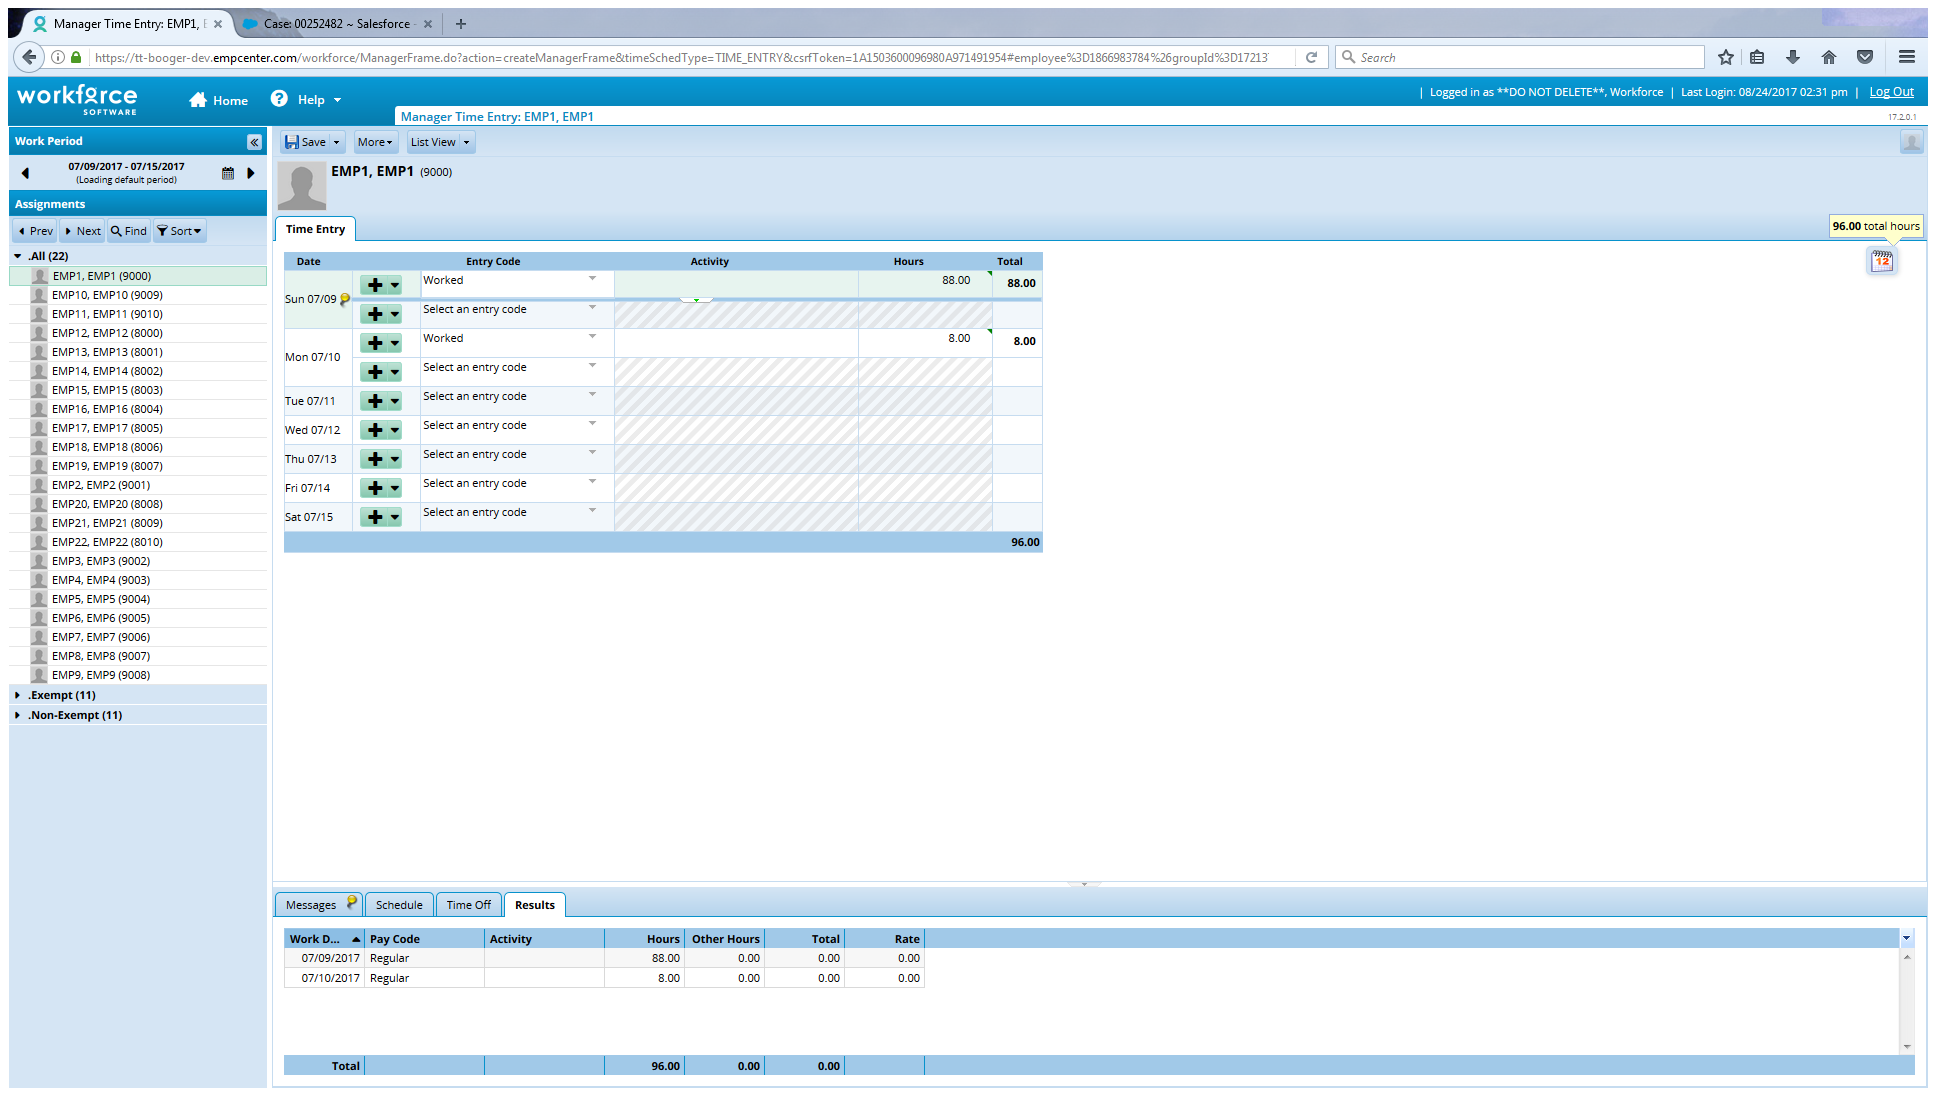 Manager Time Entry: EMP1, E
Case: 00252482 ~ Salesforce -
https://tt-booger-dev.empcenter.com/workforce/ManagerFrame.do?action=createManagerFrame&timeSchedType=TIME_ENTRY&csrfToken=1A1503600096980A971491954#employee%3D1866983784%26groupId%3D17213
Search
workforce
SOFTWARE
Home
Help
| Logged in as **DO NOT DELETE**, Workforce | Last Login: 08/24/2017 02:31 pm | Log Out
Manager Time Entry: EMP1, EMP1
17.2.0.1
Work Period
07/09/2017 - 07/15/2017
(Loading default period)
Assignments
Prev Next Find Sort
.All (22)
EMP1, EMP1 (9000)
EMP10, EMP10 (9009)
EMP11, EMP11 (9010)
EMP12, EMP12 (8000)
EMP13, EMP13 (8001)
EMP14, EMP14 (8002)
EMP15, EMP15 (8003)
EMP16, EMP16 (8004)
EMP17, EMP17 (8005)
EMP18, EMP18 (8006)
EMP19, EMP19 (8007)
EMP2, EMP2 (9001)
EMP20, EMP20 (8008)
EMP21, EMP21 (8009)
EMP22, EMP22 (8010)
EMP3, EMP3 (9002)
EMP4, EMP4 (9003)
EMP5, EMP5 (9004)
EMP6, EMP6 (9005)
EMP7, EMP7 (9006)
EMP8, EMP8 (9007)
EMP9, EMP9 (9008)
.Exempt (11)
.Non-Exempt (11)
Save More List View
EMP1, EMP1 (9000)
Time Entry
96.00 total hours
12
Date Entry Code Activity Hours Total
Sun 07/09 Worked 88.00 88.00
Select an entry code
Mon 07/10 Worked 8.00 8.00
Select an entry code
Tue 07/11 Select an entry code
Wed 07/12 Select an entry code
Thu 07/13 Select an entry code
Fri 07/14 Select an entry code
Sat 07/15 Select an entry code
96.00
Messages Schedule Time Off Results
Work D... Pay Code Activity Hours Other Hours Total Rate
07/09/2017 Regular 88.00 0.00 0.00 0.00
07/10/2017 Regular 8.00 0.00 0.00 0.00
Total 96.00 0.00 0.00